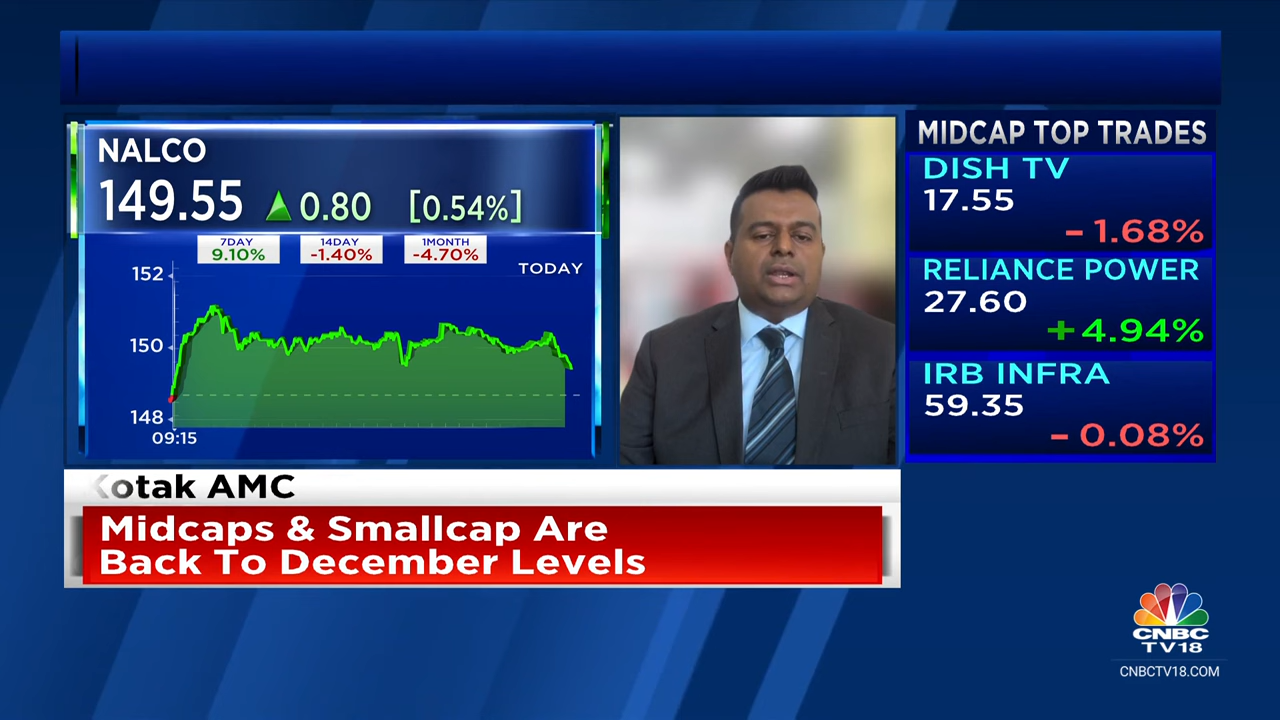 NALCO
149.55 ▲ 0.80 [0.54%]
7DAY 14DAY 1MONTH
9.10% -1.40% -4.70%
TODAY
152
150
148
09:15
MIDCAP TOP TRADES
DISH TV
17.55
- 1.68%
RELIANCE POWER
27.60
+ 4.94%
IRB INFRA
59.35
- 0.08%
Kotak AMC
Midcaps & Smallcap Are
Back To December Levels
CNBC
TV18
CNBCTV18.COM